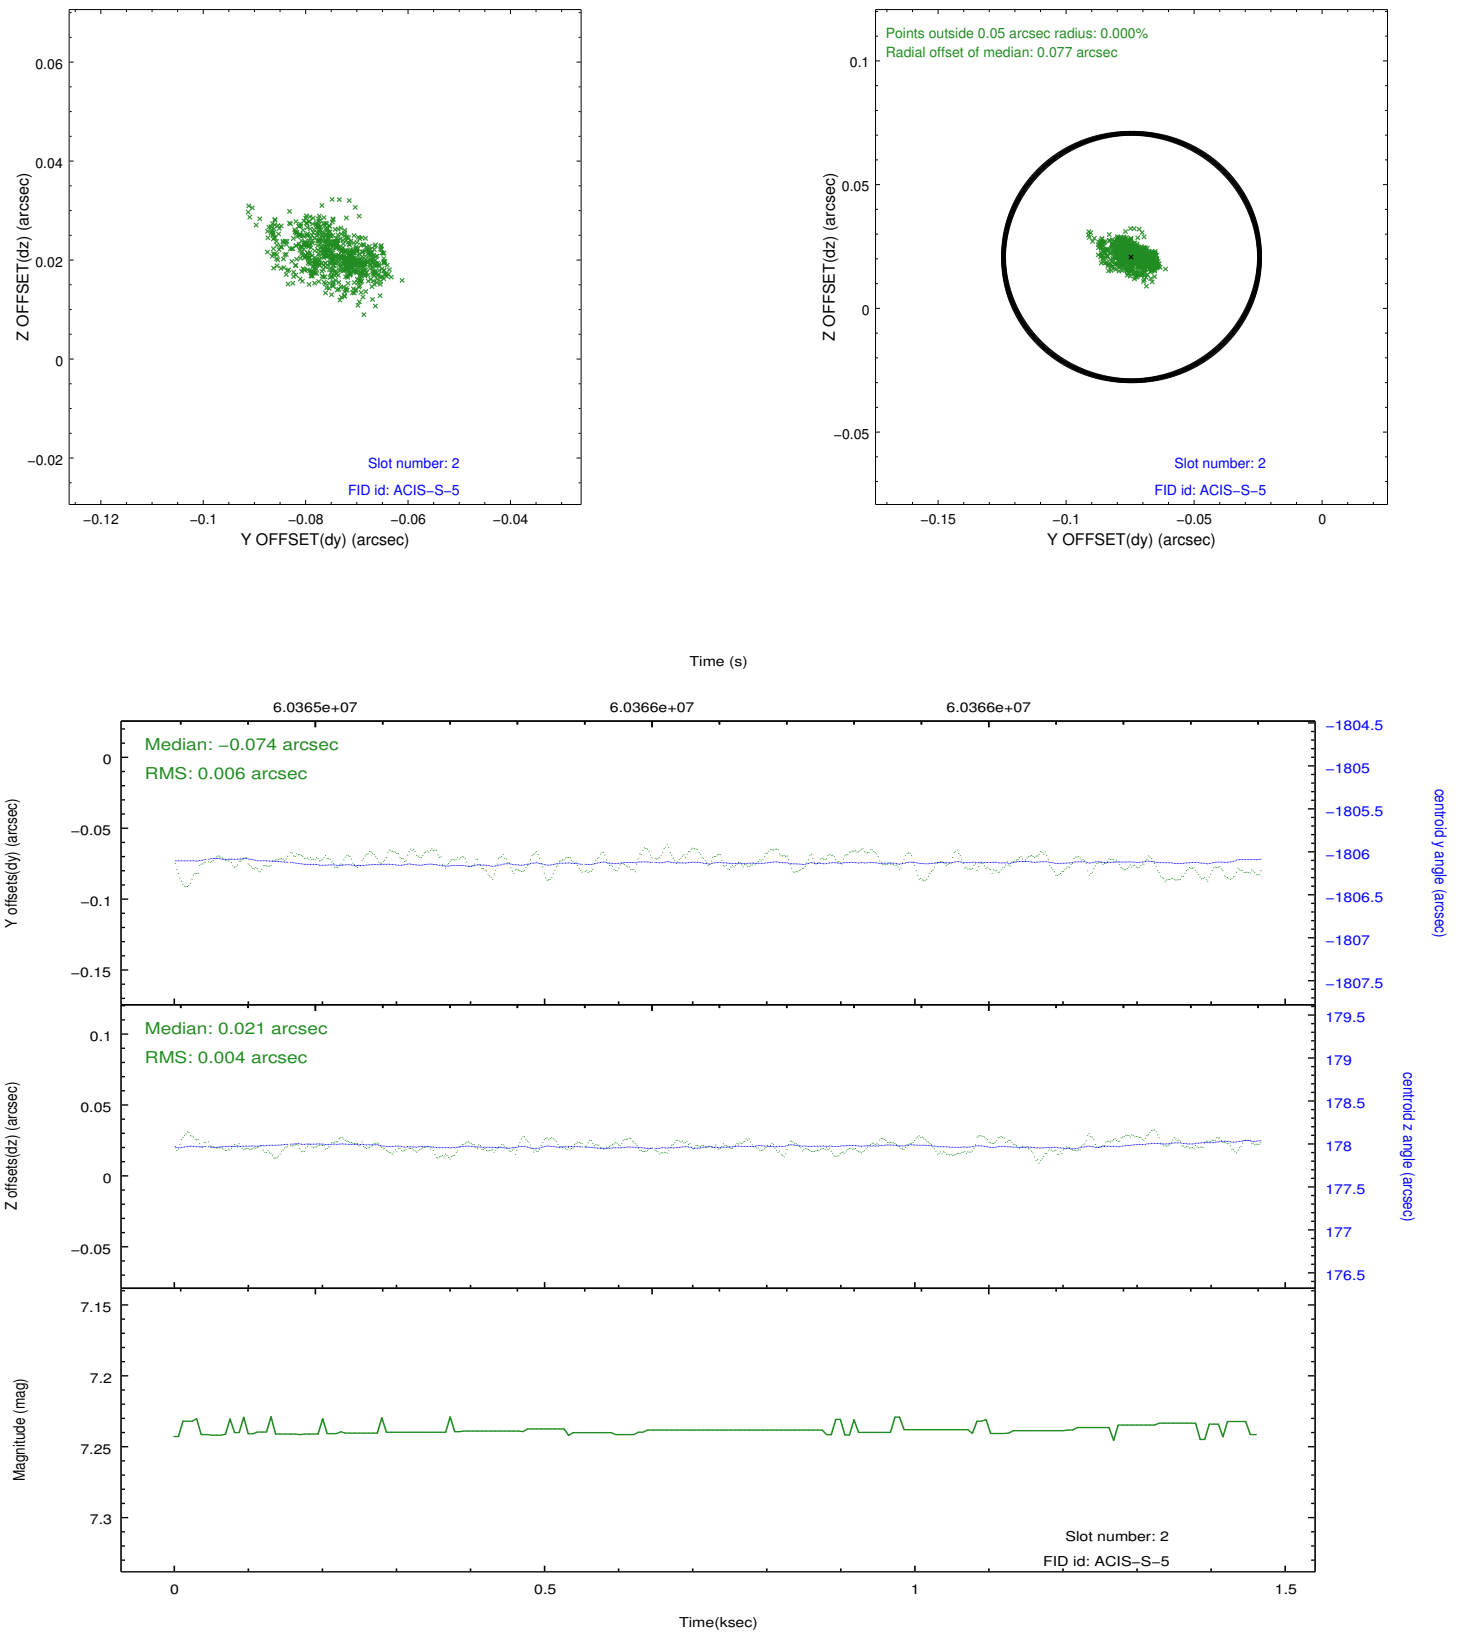 0.06
0.04
0.02
0
−0.02
Z OFFSET(dz) (arcsec)
Slot number: 2
FID id: ACIS−S−5
−0.12
−0.1
−0.08
−0.06
−0.04
Y OFFSET(dy) (arcsec)
Points outside 0.05 arcsec radius: 0.000%
Radial offset of median: 0.077 arcsec
0.1
0.05
0
−0.05
Z OFFSET(dz) (arcsec)
Slot number: 2
FID id: ACIS−S−5
−0.15
−0.1
−0.05
0
Y OFFSET(dy) (arcsec)
Time (s)
6.0365e+07
6.0366e+07
6.0366e+07
Median: −0.074 arcsec
RMS: 0.006 arcsec
0
−0.05
−0.1
−0.15
Y offsets(dy) (arcsec)
−1804.5
−1805
−1805.5
−1806
−1806.5
−1807
−1807.5
centroid y angle (arcsec)
Median: 0.021 arcsec
RMS: 0.004 arcsec
0.1
0.05
0
−0.05
Z offsets(dz) (arcsec)
179.5
179
178.5
178
177.5
177
176.5
centroid z angle (arcsec)
7.15
7.2
7.25
7.3
Magnitude (mag)
Slot number: 2
FID id: ACIS−S−5
0
0.5
1
1.5
Time(ksec)